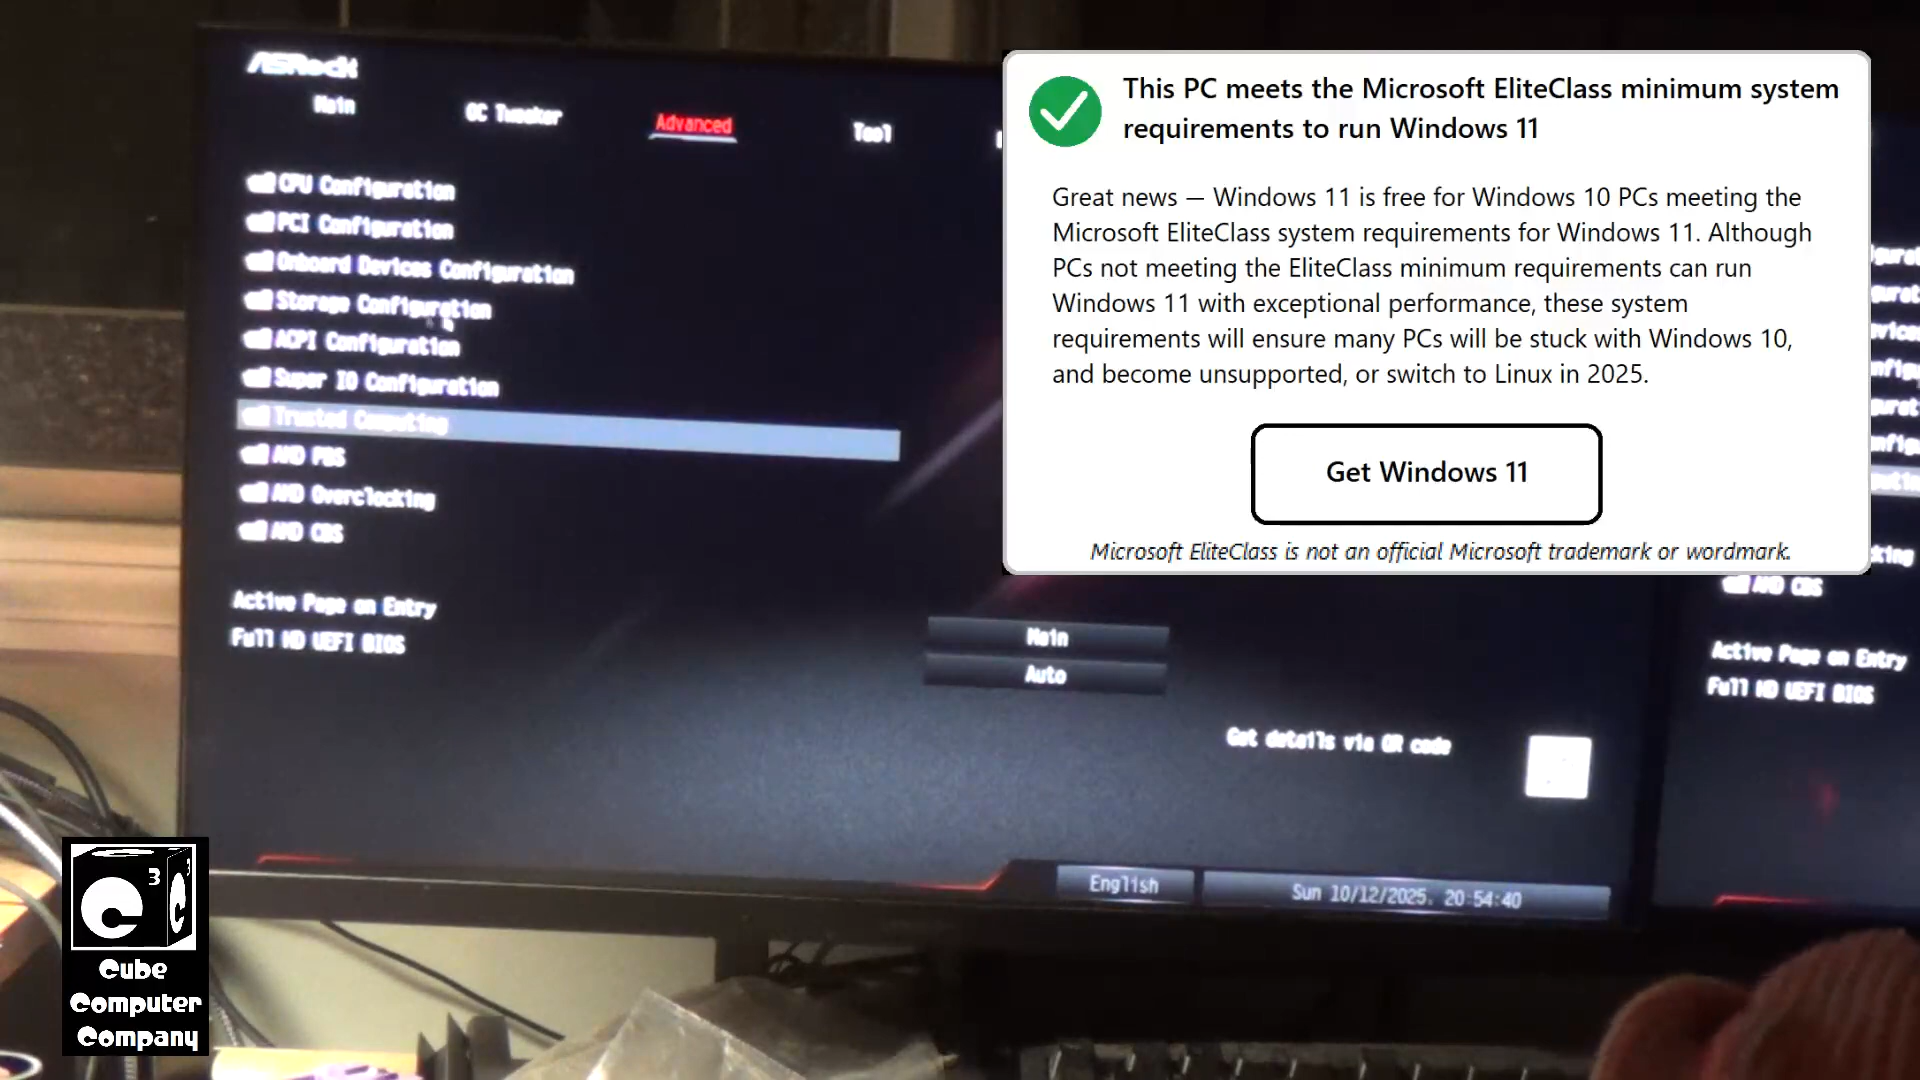 ASRock
Main
OC Tweaker
Advanced
Tool
CPU Configuration
PCI Configuration
Onboard Devices Configuration
Storage Configuration
ACPI Configuration
Super IO Configuration
Trusted Computing
AMD PBS
AMD Overclocking
AMD CBS
Active Page on Entry
Full HD UEFI BIOS
Main
Auto
Get details via QR code
English
Sun 10/12/2025. 20:54:40
This PC meets the Microsoft EliteClass minimum system
requirements to run Windows 11
Great news — Windows 11 is free for Windows 10 PCs meeting the
Microsoft EliteClass system requirements for Windows 11. Although
PCs not meeting the EliteClass minimum requirements can run
Windows 11 with exceptional performance, these system
requirements will ensure many PCs will be stuck with Windows 10,
and become unsupported, or switch to Linux in 2025.
Get Windows 11
Microsoft EliteClass is not an official Microsoft trademark or wordmark.
AMD CBS
Active Page on Entry
Full HD UEFI BIOS
C3
C3
Cube
Computer
Company